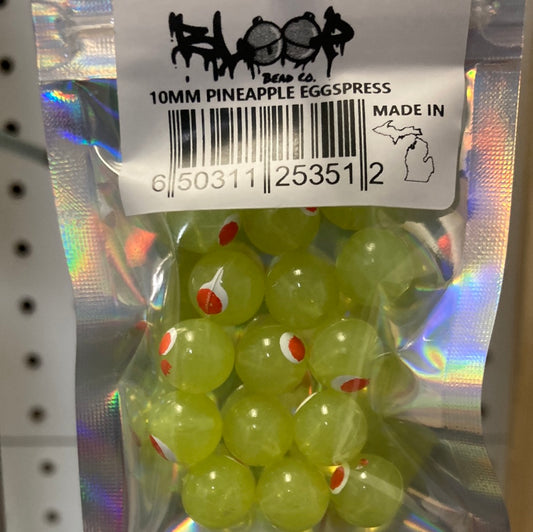 BLOOP
BEAD CO.
10MM PINEAPPLE EGGSPRESS
MADE IN
6 50311 25351 2